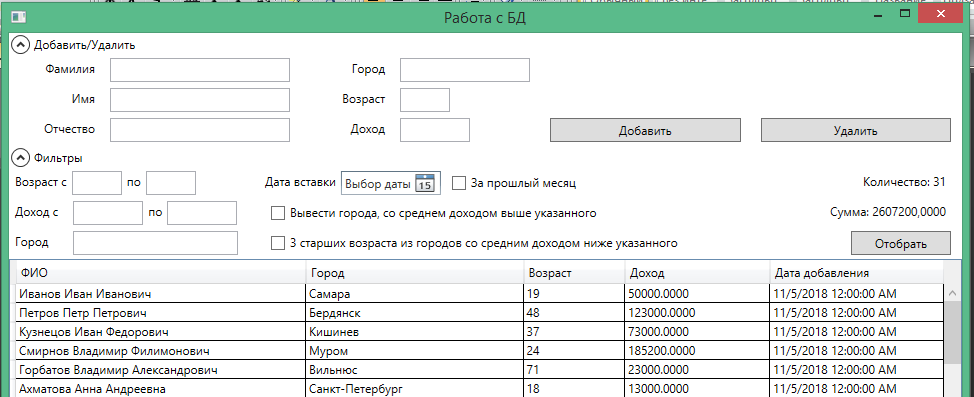 Работа с БД
Добавить/Удалить
Фамилия Город
Имя Возраст
Отчество Доход Добавить Удалить
Фильтры
Возраст с по Дата вставки Выбор даты 15 За прошлый месяц Количество: 31
Доход с по Вывести города, со среднем доходом выше указанного Сумма: 2607200,0000
Город 3 старших возраста из городов со средним доходом ниже указанного Отобрать
ФИО Город Возраст Доход Дата добавления
Иванов Иван Иванович Самара 19 50000.0000 11/5/2018 12:00:00 AM
Петров Петр Петрович Бердянск 48 123000.0000 11/5/2018 12:00:00 AM
Кузнецов Иван Федорович Кишинев 37 73000.0000 11/5/2018 12:00:00 AM
Смирнов Владимир Филимонович Муром 24 185200.0000 11/5/2018 12:00:00 AM
Горбатов Владимир Александрович Вильнюс 71 23000.0000 11/5/2018 12:00:00 AM
Ахматова Анна Андреевна Санкт-Петербург 18 13000.0000 11/5/2018 12:00:00 AM